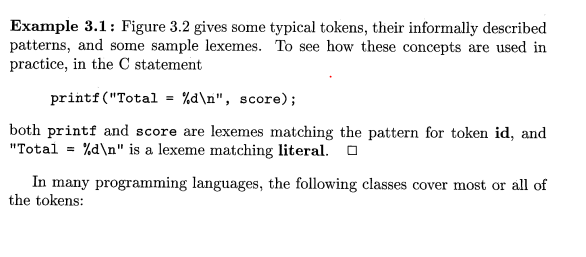 Example 3.1: Figure 3.2 gives some typical tokens, their informally described
patterns, and some sample lexemes. To see how these concepts are used in
practice, in the C statement
printf("Total = %d\n", score);
both printf and score are lexemes matching the pattern for token id, and
"Total = %d\n" is a lexeme matching literal. □
In many programming languages, the following classes cover most or all of
the tokens: